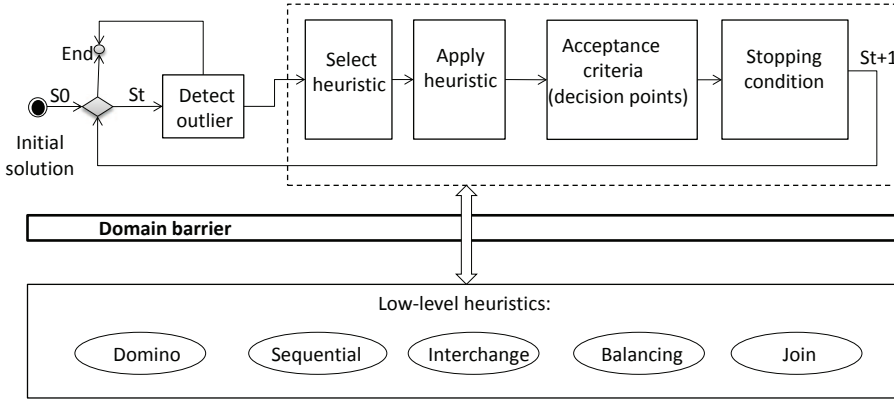 End
S0
St
Initial
solution
Detect
outlier
Select
heuristic
Apply
heuristic
Acceptance
criteria
(decision points)
Stopping
condition
St+1
Domain barrier
Low-level heuristics:
Domino
Sequential
Interchange
Balancing
Join